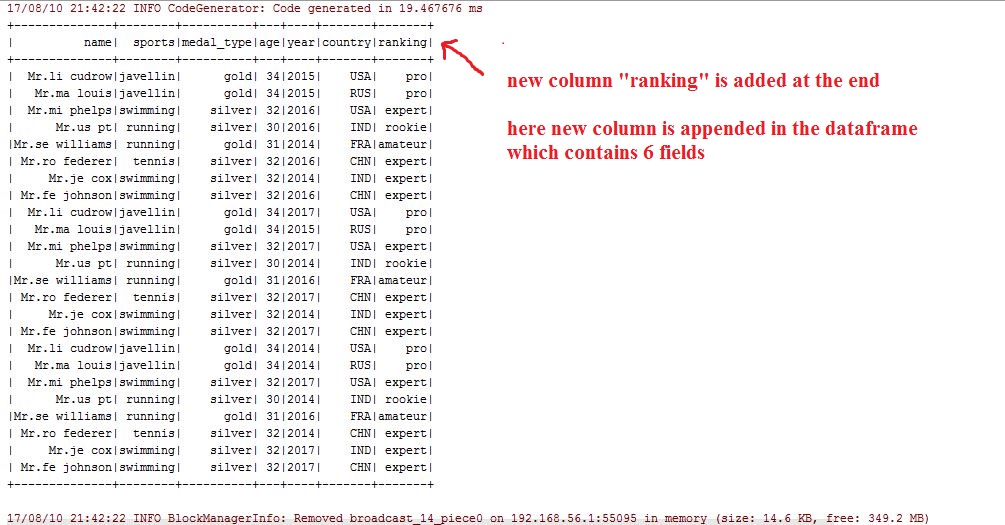 17/08/10 21:42:22 INFO CodeGenerator: Code generated in 19.467676 ms
+--------------+--------+----------+---+----+-------+-------+
|          name|  sports|medal_type|age|year|country|ranking|
+--------------+--------+----------+---+----+-------+-------+
|  Mr.li cudrow|javellin|      gold| 34|2015|    USA|    pro|
|   Mr.ma louis|javellin|      gold| 34|2015|    RUS|    pro|
|  Mr.mi phelps|swimming|    silver| 32|2016|    USA| expert|
|      Mr.us pt| running|    silver| 30|2016|    IND| rookie|
|Mr.se williams| running|      gold| 31|2014|    FRA|amateur|
| Mr.ro federer|  tennis|    silver| 32|2016|    CHN| expert|
|     Mr.je cox|swimming|    silver| 32|2014|    IND| expert|
| Mr.fe johnson|swimming|    silver| 32|2016|    CHN| expert|
|  Mr.li cudrow|javellin|      gold| 34|2017|    USA|    pro|
|   Mr.ma louis|javellin|      gold| 34|2015|    RUS|    pro|
|  Mr.mi phelps|swimming|    silver| 32|2017|    USA| expert|
|      Mr.us pt| running|    silver| 30|2014|    IND| rookie|
|Mr.se williams| running|      gold| 31|2016|    FRA|amateur|
| Mr.ro federer|  tennis|    silver| 32|2017|    CHN| expert|
|     Mr.je cox|swimming|    silver| 32|2014|    IND| expert|
| Mr.fe johnson|swimming|    silver| 32|2017|    CHN| expert|
|  Mr.li cudrow|javellin|      gold| 34|2014|    USA|    pro|
|   Mr.ma louis|javellin|      gold| 34|2014|    RUS|    pro|
|  Mr.mi phelps|swimming|    silver| 32|2017|    USA| expert|
|      Mr.us pt| running|    silver| 30|2014|    IND| rookie|
|Mr.se williams| running|      gold| 31|2016|    FRA|amateur|
| Mr.ro federer|  tennis|    silver| 32|2014|    CHN| expert|
|     Mr.je cox|swimming|    silver| 32|2017|    IND| expert|
| Mr.fe johnson|swimming|    silver| 32|2017|    CHN| expert|
+--------------+--------+----------+---+----+-------+-------+
new column "ranking" is added at the end
here new column is appended in the dataframe
which contains 6 fields
17/08/10 21:42:22 INFO BlockManagerInfo: Removed broadcast_14_piece0 on 192.168.56.1:55095 in memory (size: 14.6 KB, free: 349.2 MB)